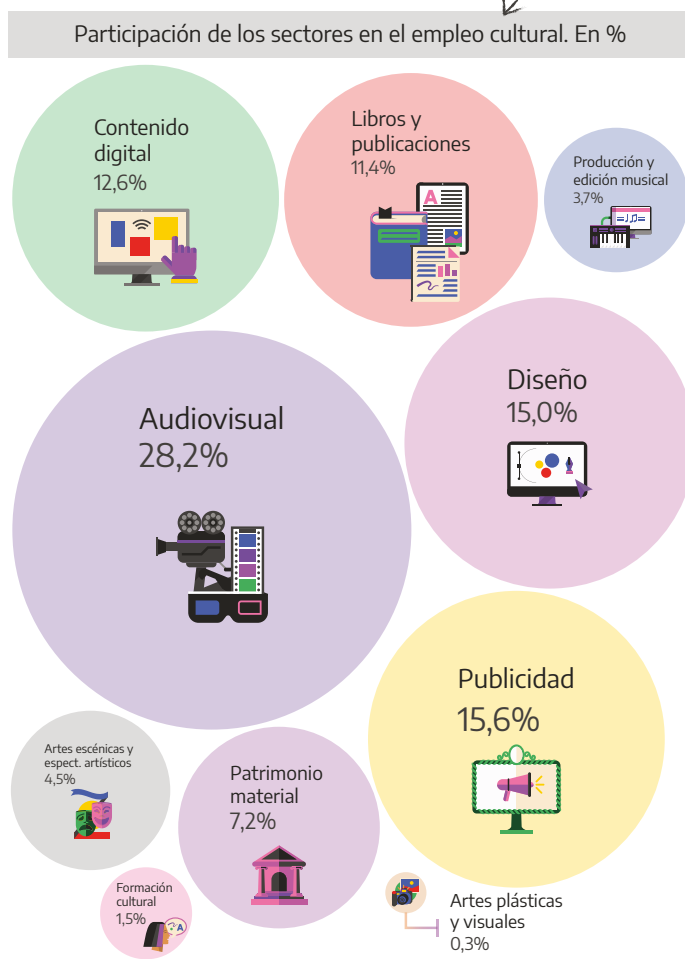 Participación de los sectores en el empleo cultural. En %
Contenido
digital
12,6%
Libros y
publicaciones
11,4%
A
Producción y
edición musical
3,7%
Audiovisual
28,2%
Diseño
15,0%
Publicidad
15,6%
Artes escénicas y
espect. artísticos
4,5%
Patrimonio
material
7,2%
Formación
cultural
1,5%
A
Artes plásticas
y visuales
0,3%